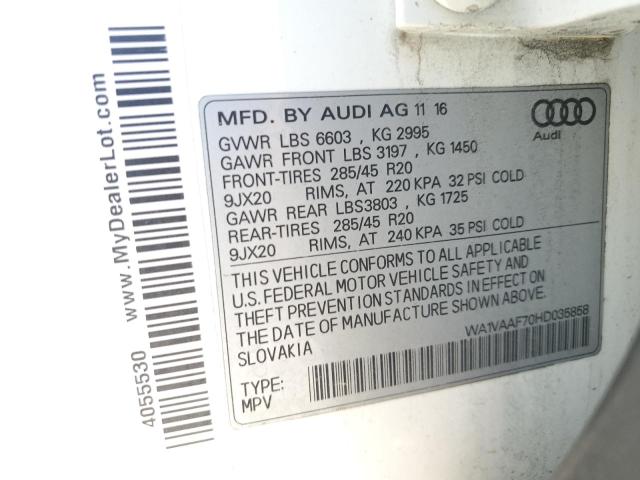 MFD. BY AUDI AG 11 16
GVWR LBS 6603 , KG 2995
GAWR FRONT LBS 3197 , KG 1450
FRONT-TIRES 285/45 R20
9JX20 RIMS, AT 220 KPA 32 PSI COLD
GAWR REAR LBS3803 , KG 1725
REAR-TIRES 285/45 R20
9JX20 RIMS, AT 240 KPA 35 PSI COLD
THIS VEHICLE CONFORMS TO ALL APPLICABLE
U.S. FEDERAL MOTOR VEHICLE SAFETY AND
THEFT PREVENTION STANDARDS IN EFFECT ON
THE DATE OF MANUFACTURE SHOWN ABOVE.
SLOVAKIA
WA1VAAF70HD035858
TYPE:
MPV
Audi
www.MyDealerLot.com
4055530